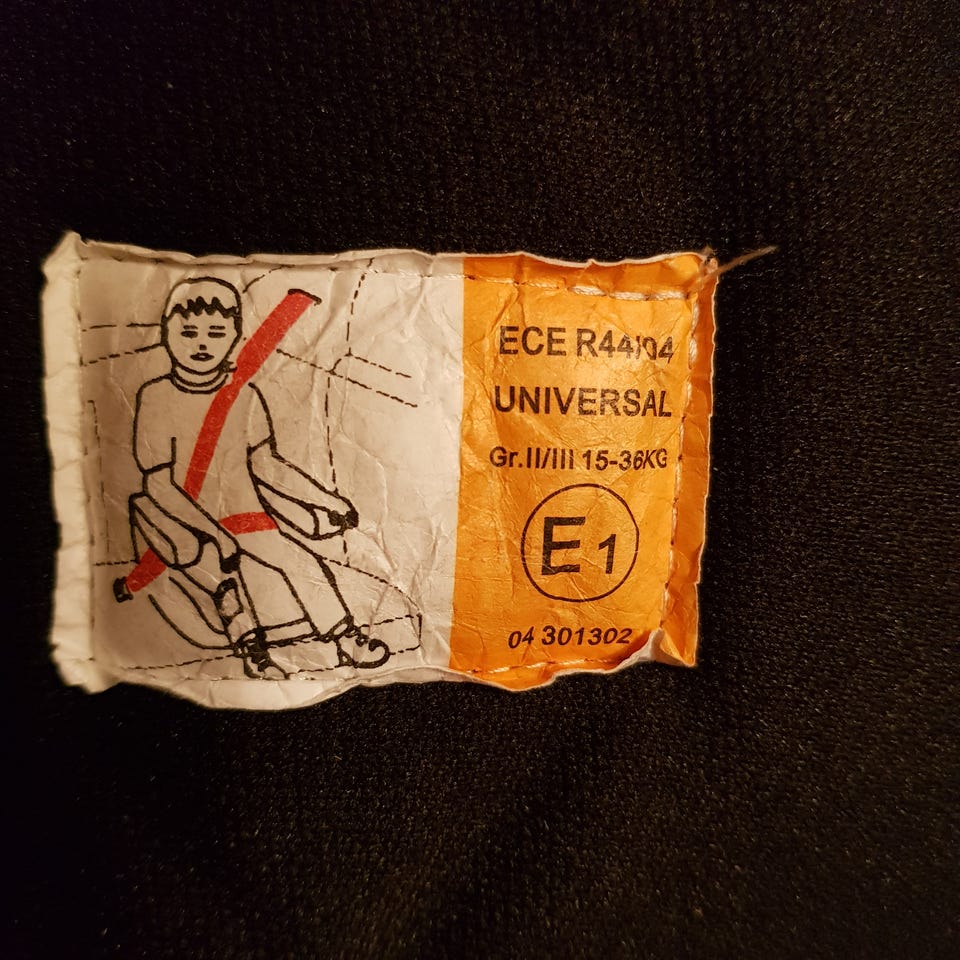 ECE R44/04
UNIVERSAL
Gr.II/III 15-36KG
E1
04 301302